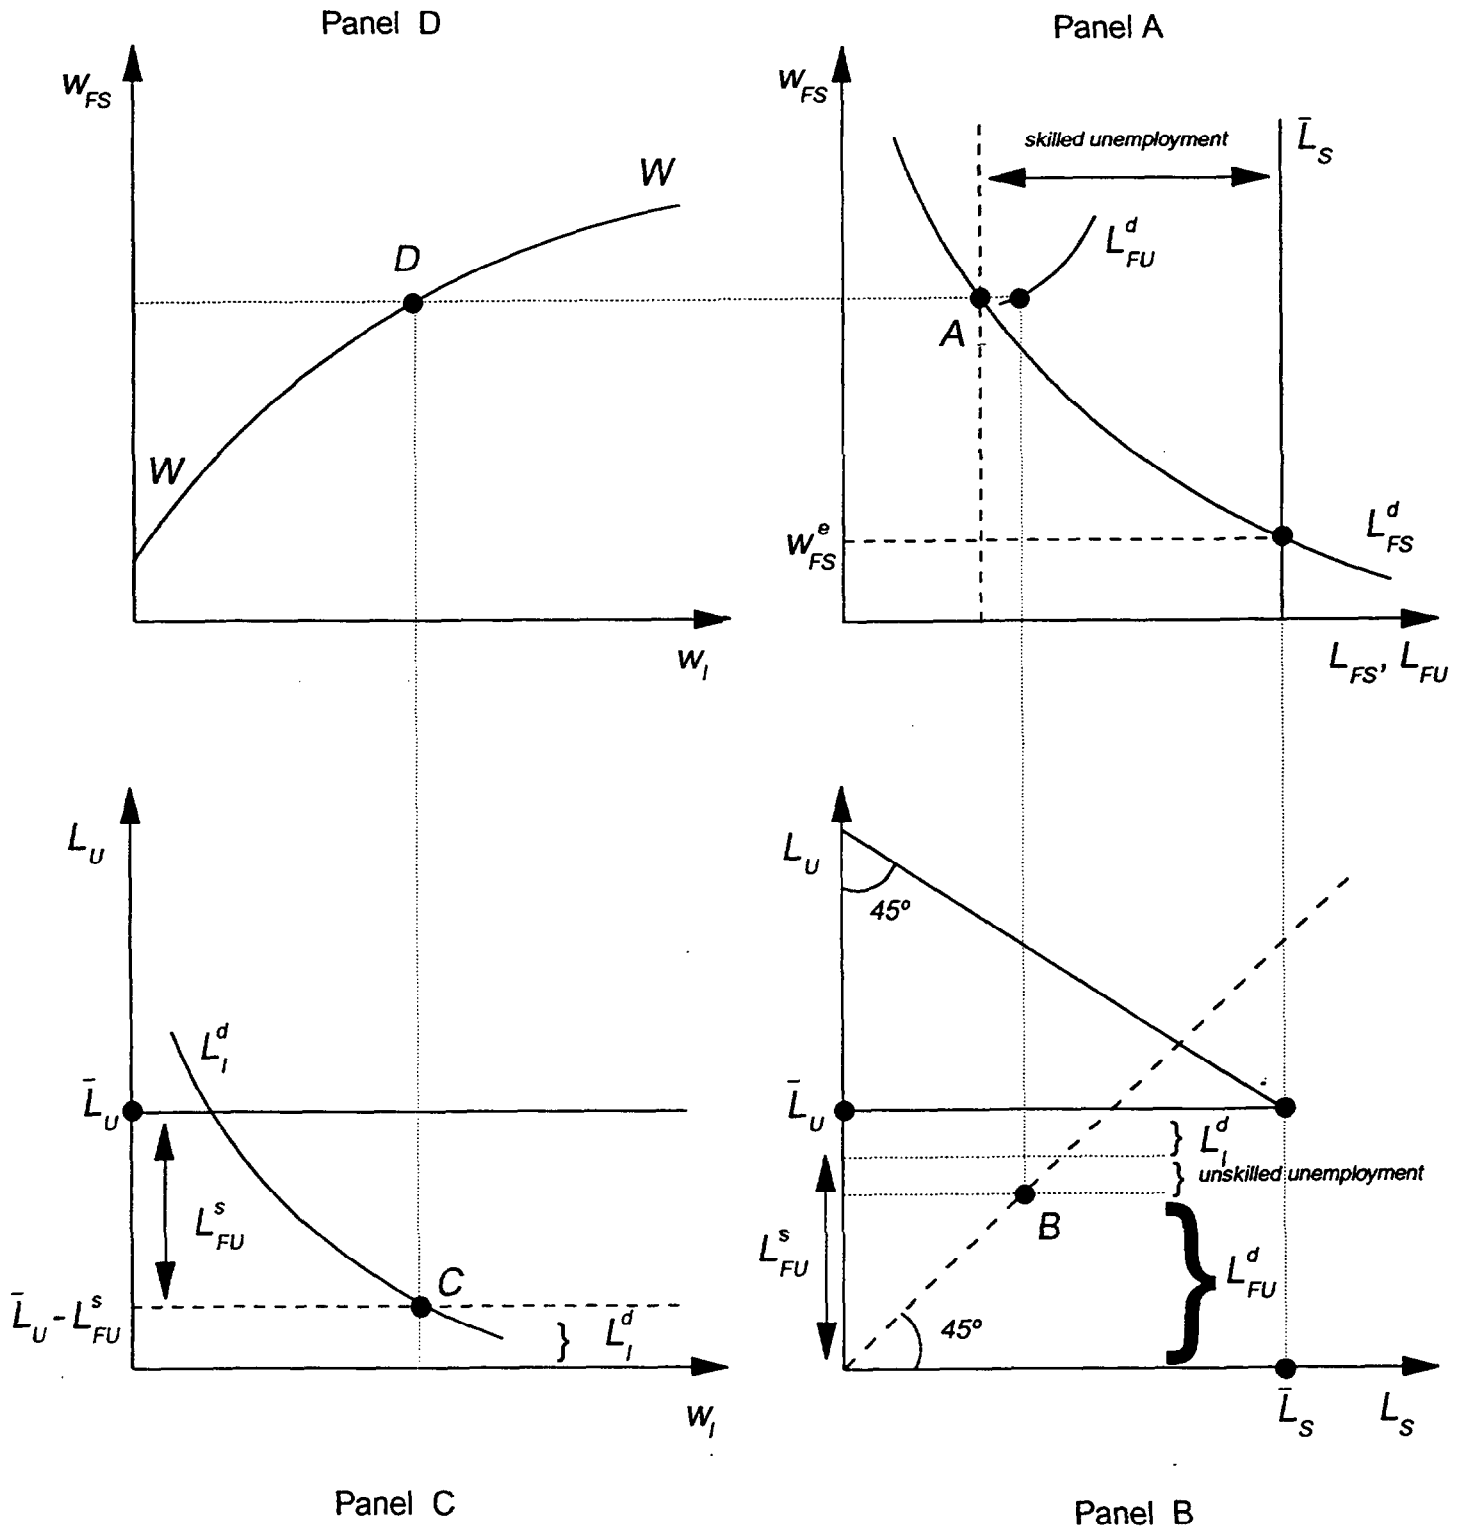 Panel D
w_FS
W
D
W
w_I
Panel A
w_FS
skilled unemployment
L̄_S
L^d_FU
A
w^e_FS
L^d_FS
L_FS, L_FU
L_U
L^d_I
L̄_U
L^s_FU
C
L̄_U - L^s_FU
} L^d_I
w_I
Panel C
L_U
45°
L̄_U
} L^d_I
} unskilled unemployment
B
L^s_FU
} L^d_FU
45°
L̄_S
L_S
Panel B